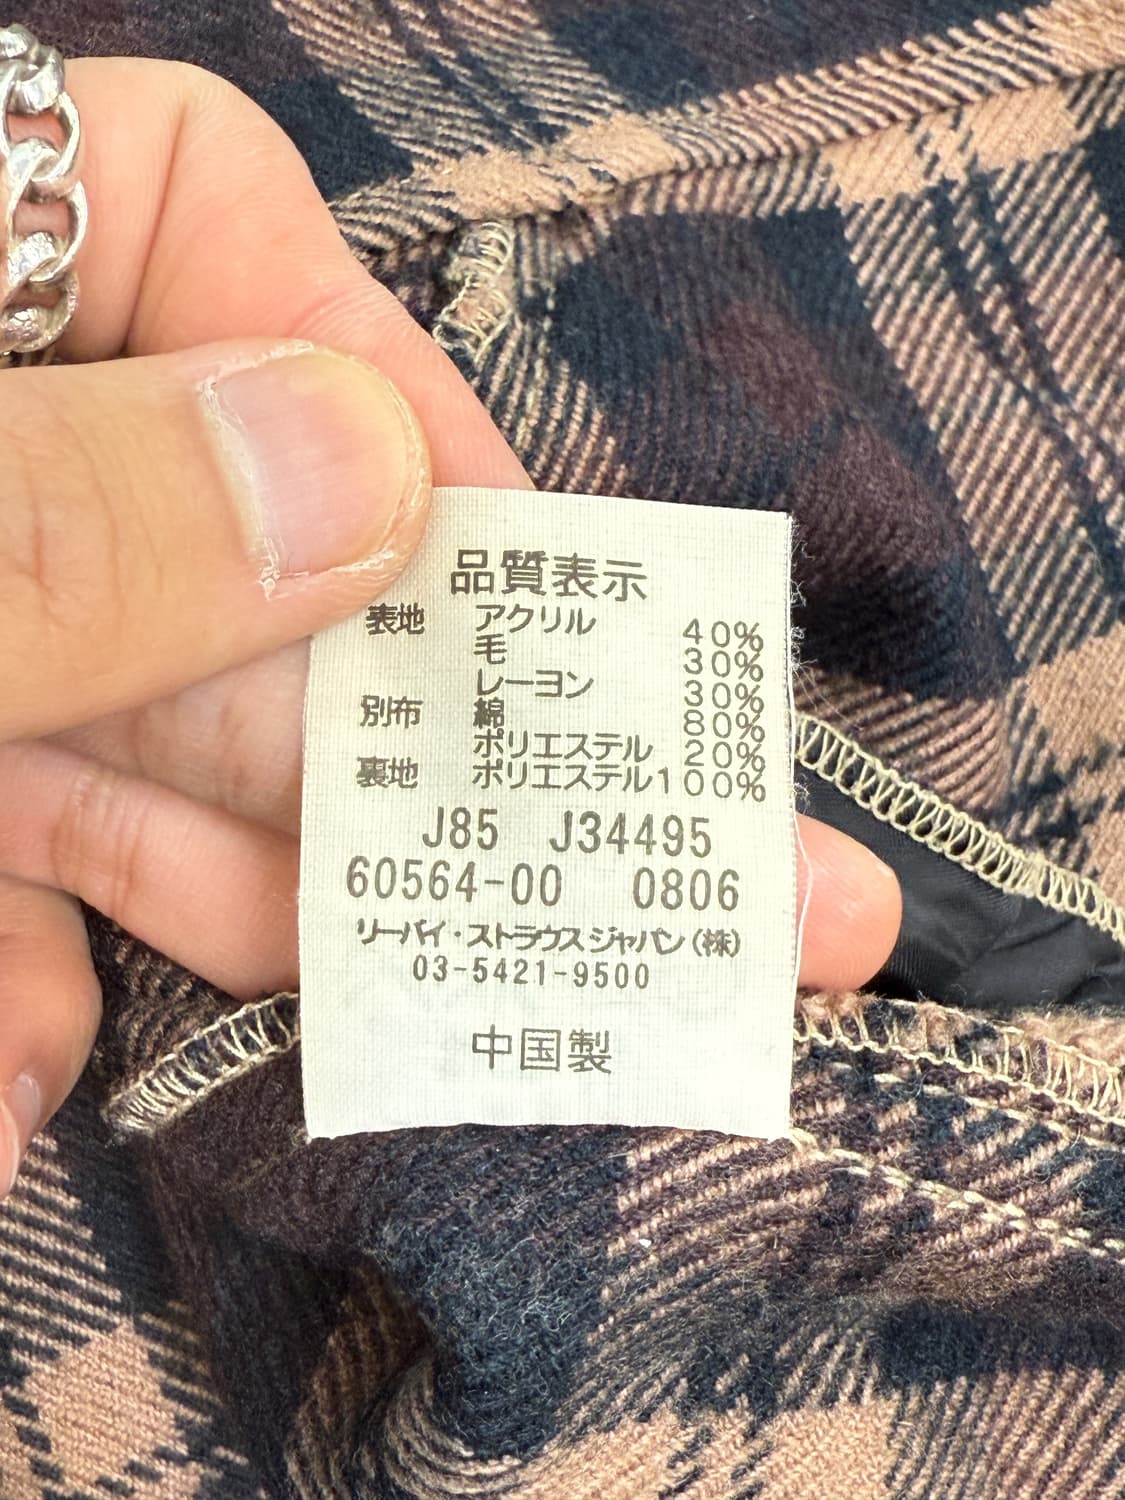 品質表示
表地 アクリル 40%
毛 30%
レーヨン 30%
別布 綿 80%
ポリエステル 20%
裏地 ポリエステル100%
J85 J34495
60564-00 0806
リーバイ・ストラウスジャパン(株)
03-5421-9500
中国製